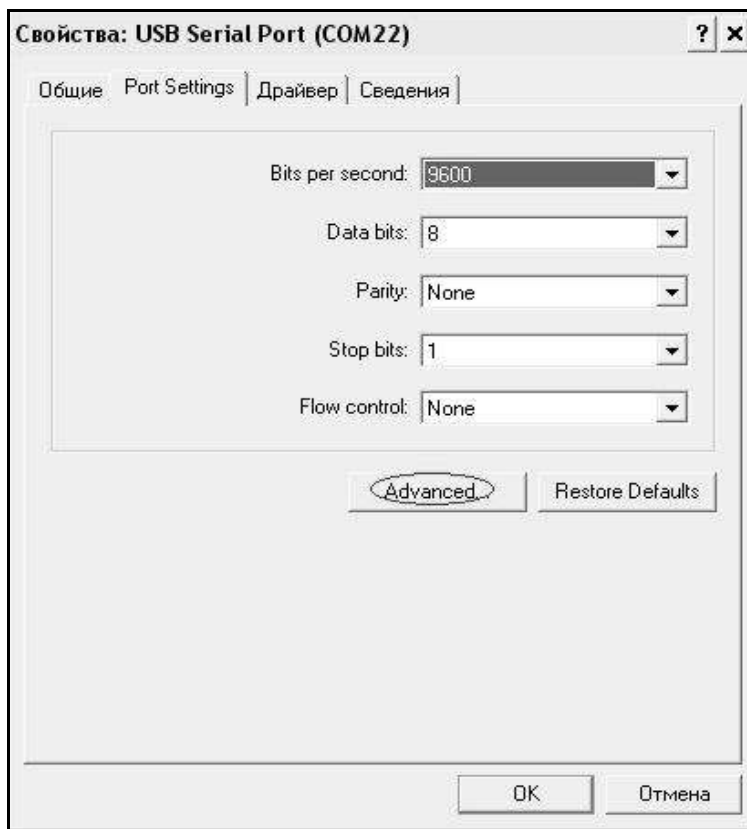 Свойства: USB Serial Port (COM22)
? ×
Общие Port Settings Драйвер Сведения
Bits per second: 9600
Data bits: 8
Parity: None
Stop bits: 1
Flow control: None
Advanced... Restore Defaults
OK Отмена